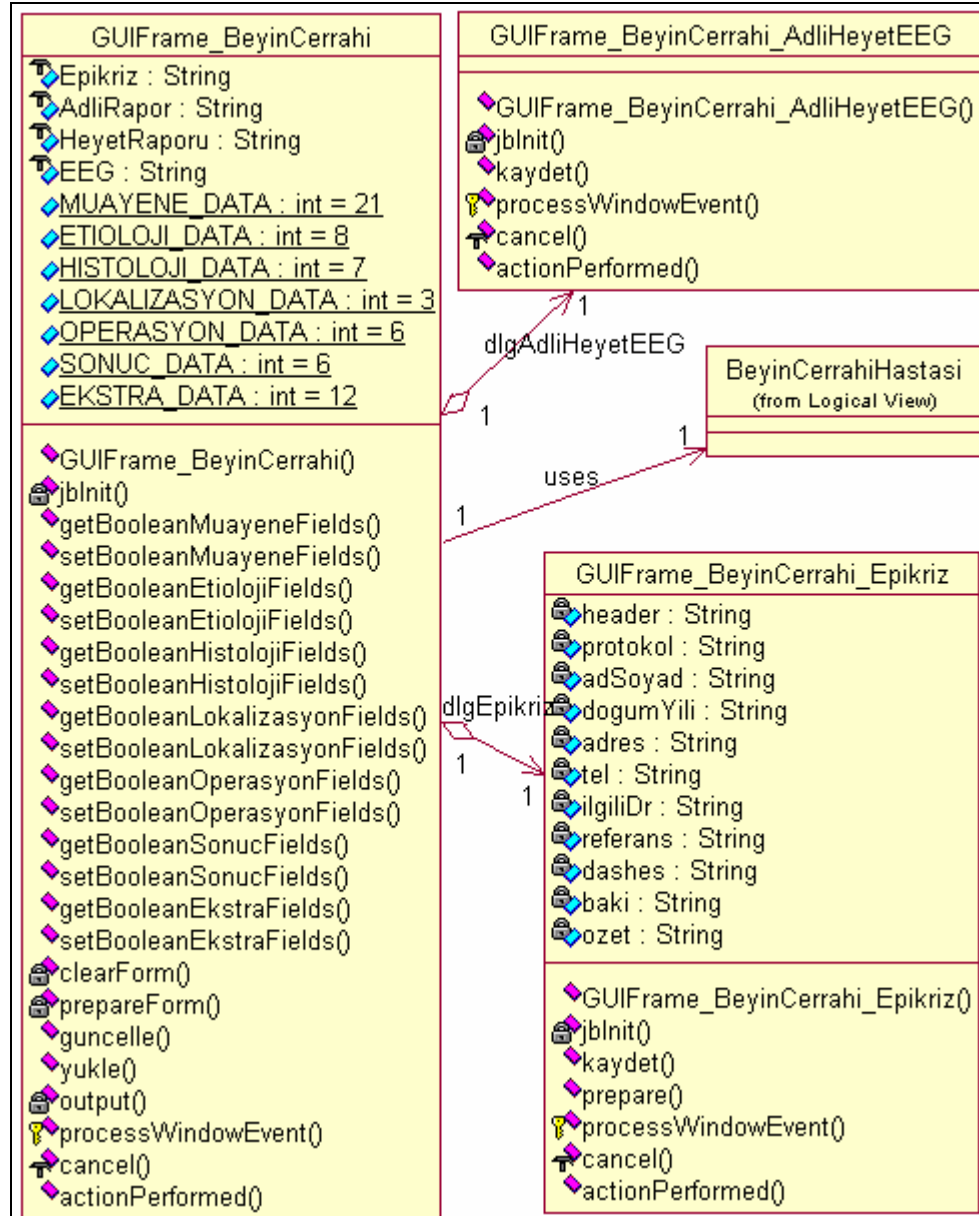 GUIFrame_BeyinCerrahi
Epikriz : String
AdliRapor : String
HeyetRaporu : String
EEG : String
MUAYENE_DATA : int = 21
ETIOLOJI_DATA : int = 8
HISTOLOJI_DATA : int = 7
LOKALIZASYON_DATA : int = 3
OPERASYON_DATA : int = 6
SONUC_DATA : int = 6
EKSTRA_DATA : int = 12
GUIFrame_BeyinCerrahi()
jbInit()
getBooleanMuayeneFields()
setBooleanMuayeneFields()
getBooleanEtiolojiFields()
setBooleanEtiolojiFields()
getBooleanHistolojiFields()
setBooleanHistolojiFields()
getBooleanLokalizasyonFields()
setBooleanLokalizasyonFields()
getBooleanOperasyonFields()
setBooleanOperasyonFields()
getBooleanSonucFields()
setBooleanSonucFields()
getBooleanEkstraFields()
setBooleanEkstraFields()
clearForm()
prepareForm()
guncelle()
yukle()
output()
processWindowEvent()
cancel()
actionPerformed()
GUIFrame_BeyinCerrahi_AdliHeyetEEG
GUIFrame_BeyinCerrahi_AdliHeyetEEG()
jbInit()
kaydet()
processWindowEvent()
cancel()
actionPerformed()
1
dlgAdliHeyetEEG
1
BeyinCerrahiHastasi
(from Logical View)
1
uses
1
dlgEpikriz
1
1
GUIFrame_BeyinCerrahi_Epikriz
header : String
protokol : String
adSoyad : String
dogumYili : String
adres : String
tel : String
ilgiliDr : String
referans : String
dashes : String
baki : String
ozet : String
GUIFrame_BeyinCerrahi_Epikriz()
jbInit()
kaydet()
prepare()
processWindowEvent()
cancel()
actionPerformed()